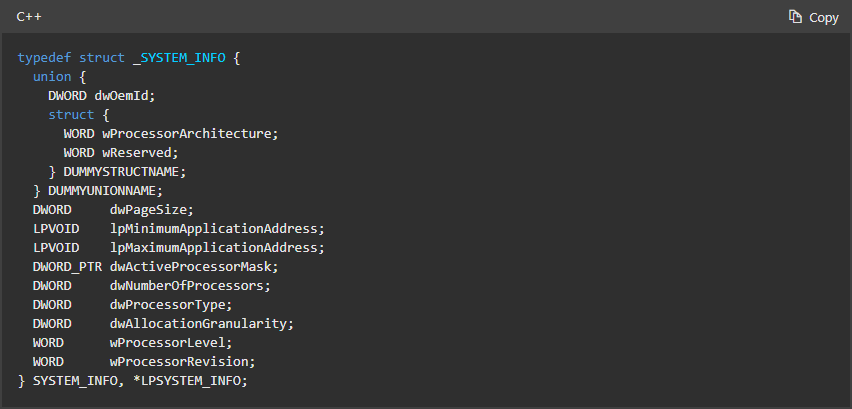 C++
Copy
typedef struct _SYSTEM_INFO {
  union {
    DWORD dwOemId;
    struct {
      WORD wProcessorArchitecture;
      WORD wReserved;
    } DUMMYSTRUCTNAME;
  } DUMMYUNIONNAME;
  DWORD     dwPageSize;
  LPVOID    lpMinimumApplicationAddress;
  LPVOID    lpMaximumApplicationAddress;
  DWORD_PTR dwActiveProcessorMask;
  DWORD     dwNumberOfProcessors;
  DWORD     dwProcessorType;
  DWORD     dwAllocationGranularity;
  WORD      wProcessorLevel;
  WORD      wProcessorRevision;
} SYSTEM_INFO, *LPSYSTEM_INFO;